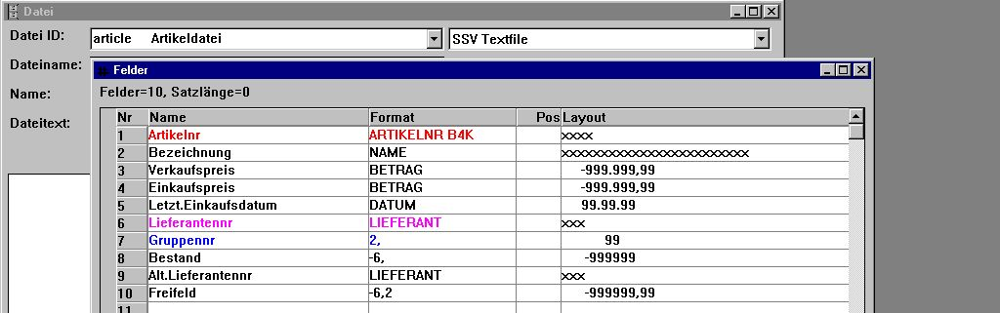 Datei
Datei ID: article Artikeldatei SSV Textfile
Dateiname:
Name:
Dateitext:
Felder
Felder=10, Satzlänge=0
Nr Name Format Pos Layout
1 Artikelnr ARTIKELNR B4K xxxx
2 Bezeichnung NAME xxxxxxxxxxxxxxxxxxxxxxxx
3 Verkaufspreis BETRAG -999.999,99
4 Einkaufspreis BETRAG -999.999,99
5 Letzt.Einkaufsdatum DATUM 99.99.99
6 Lieferantennr LIEFERANT xxx
7 Gruppennr 2, 99
8 Bestand -6, -999999
9 Alt.Lieferantennr LIEFERANT xxx
10 Freifeld -6,2 -999999,99
11